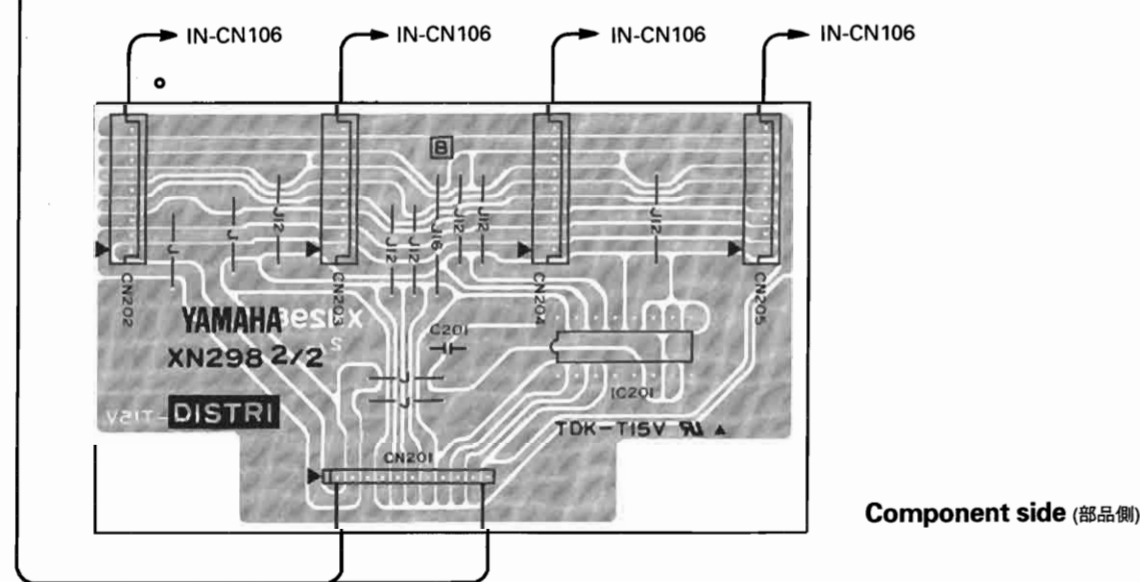 IN-CN106 IN-CN106 IN-CN106 IN-CN106
B
J12 J16 J12 J12 J12
J J J12 J12
CN202 CN203 CN204 CN205
YAMAHA
C201
XN298 2/2
J
IC201
J
DISTRI
TDK-T15V
CN201
Component side (部品側)